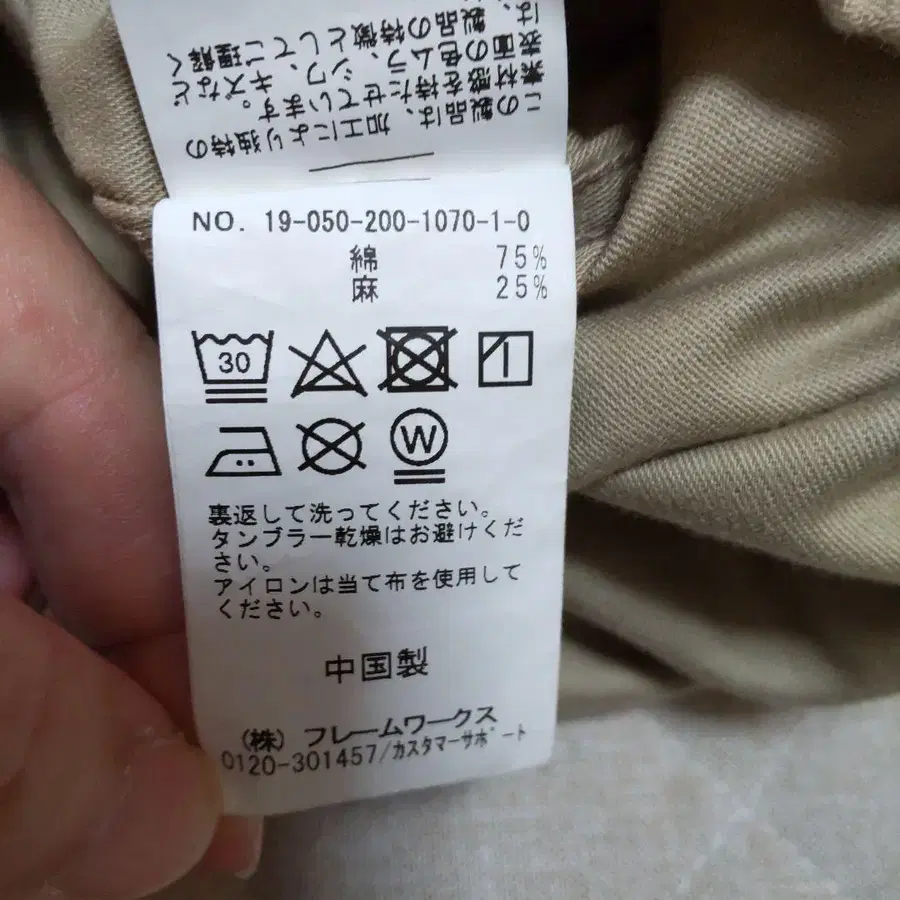 この製品は、加工により独特の
素材感を持たせています。
表面の色ムラ、シワ、キズなど
は、製品の特徴としてご理解く
NO. 19-050-200-1070-1-0
綿 75%
麻 25%
30
W
裏返して洗ってください。
タンブラー乾燥はお避けくだ
さい。
アイロンは当て布を使用して
ください。
中国製
(株) フレームワークス
0120-301457/カスタマーサポート